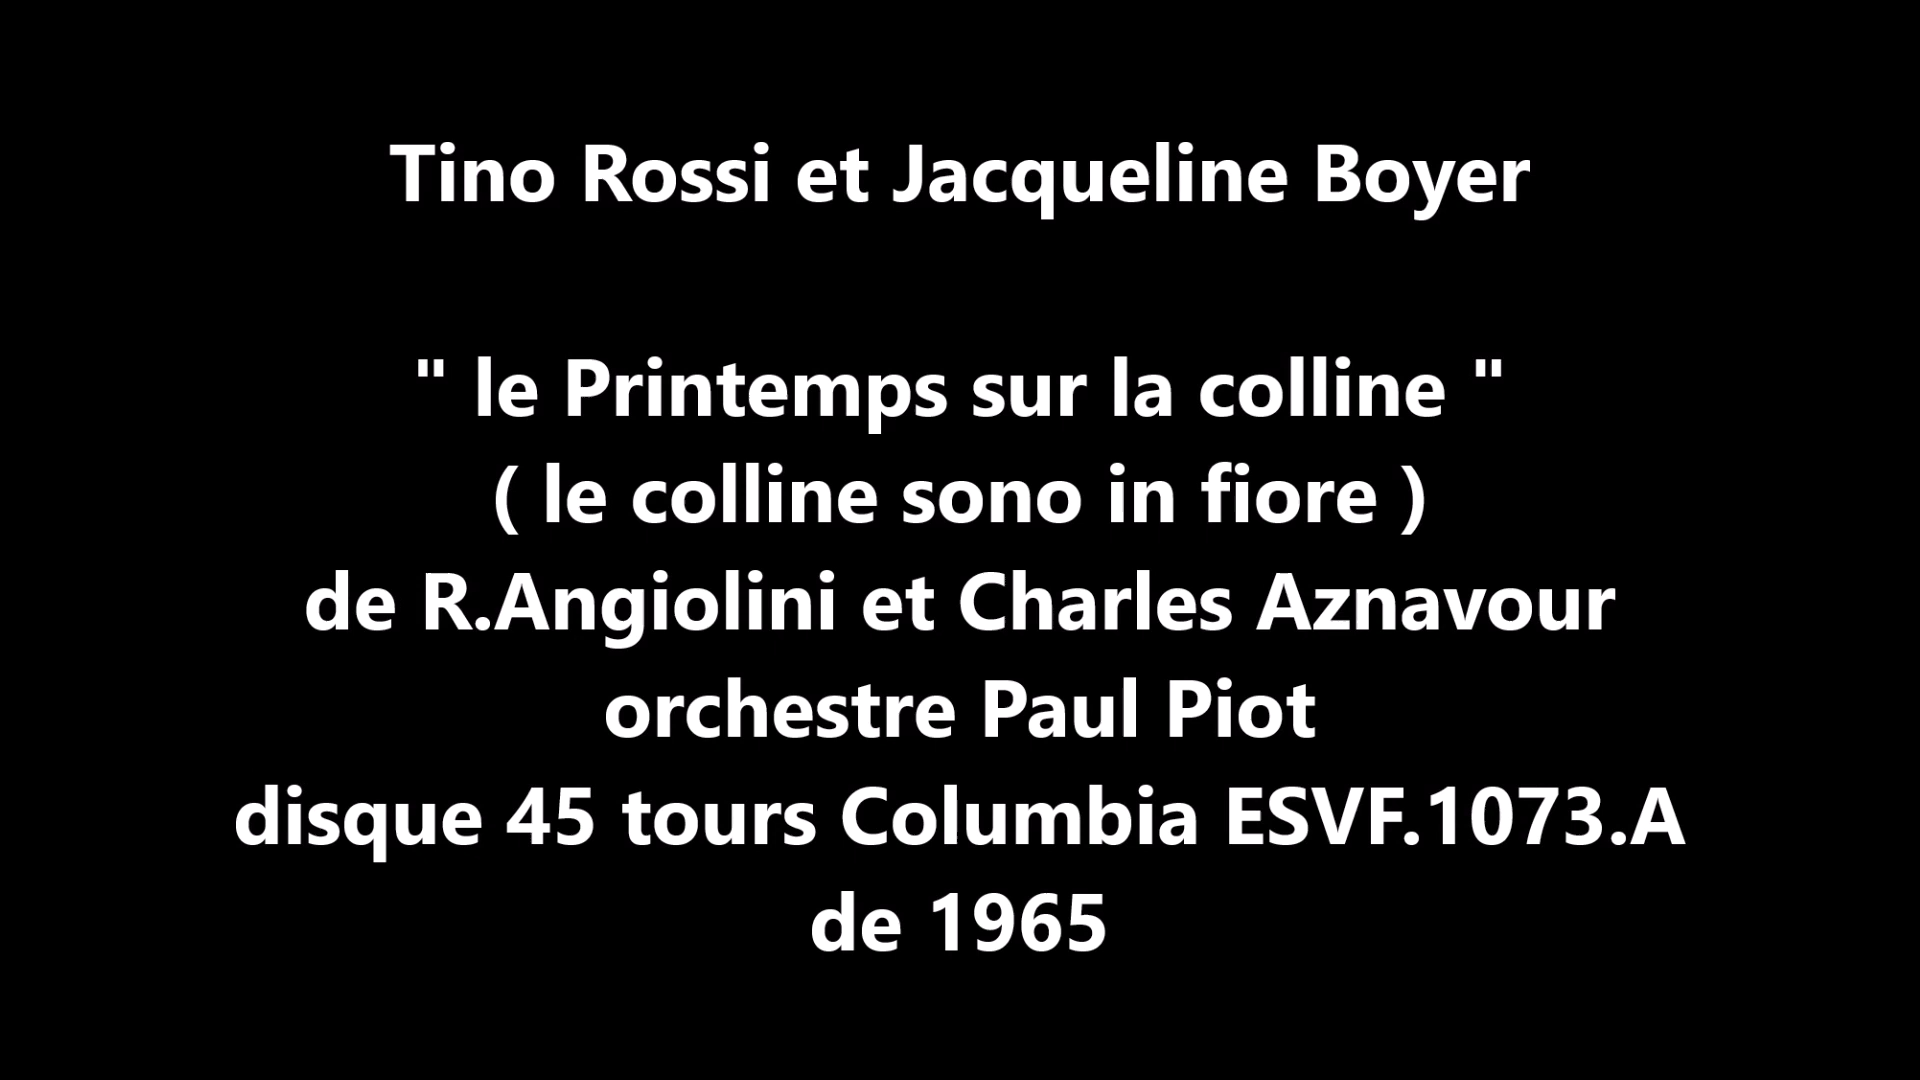 Tino Rossi et Jacqueline Boyer
" le Printemps sur la colline "
( le colline sono in fiore )
de R.Angiolini et Charles Aznavour
orchestre Paul Piot
disque 45 tours Columbia ESVF.1073.A
de 1965